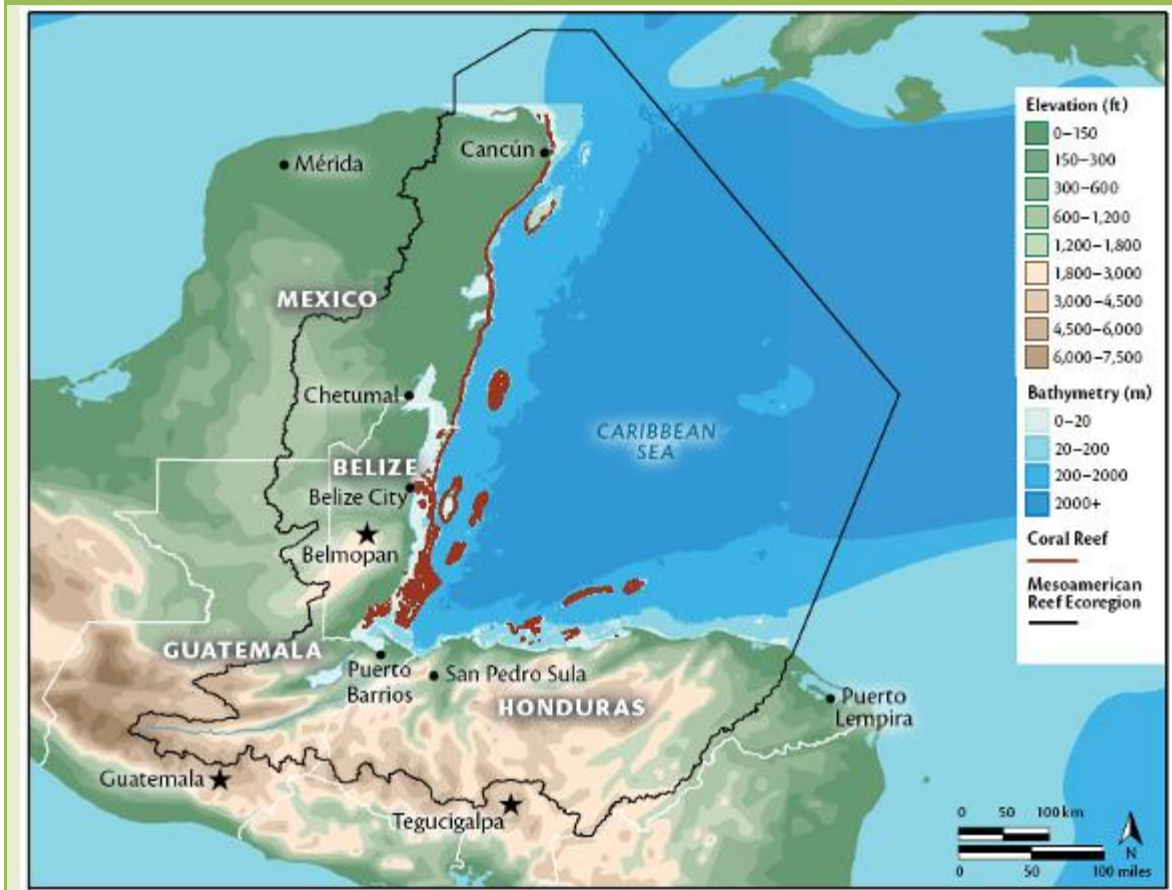 Mérida
Cancún
MEXICO
Chetumal
CARIBBEAN
SEA
BELIZE
Belize City
Belmopan
GUATEMALA
Puerto
Barrios
San Pedro Sula
HONDURAS
Puerto
Lempira
Guatemala
Tegucigalpa
Elevation (ft)
0–150
150–300
300–600
600–1,200
1,200–1,800
1,800–3,000
3,000–4,500
4,500–6,000
6,000–7,500
Bathymetry (m)
0–20
20–200
200–2000
2000+
Coral Reef
Mesoamerican
Reef Ecoregion
0 50 100 km
N
0 50 100 miles